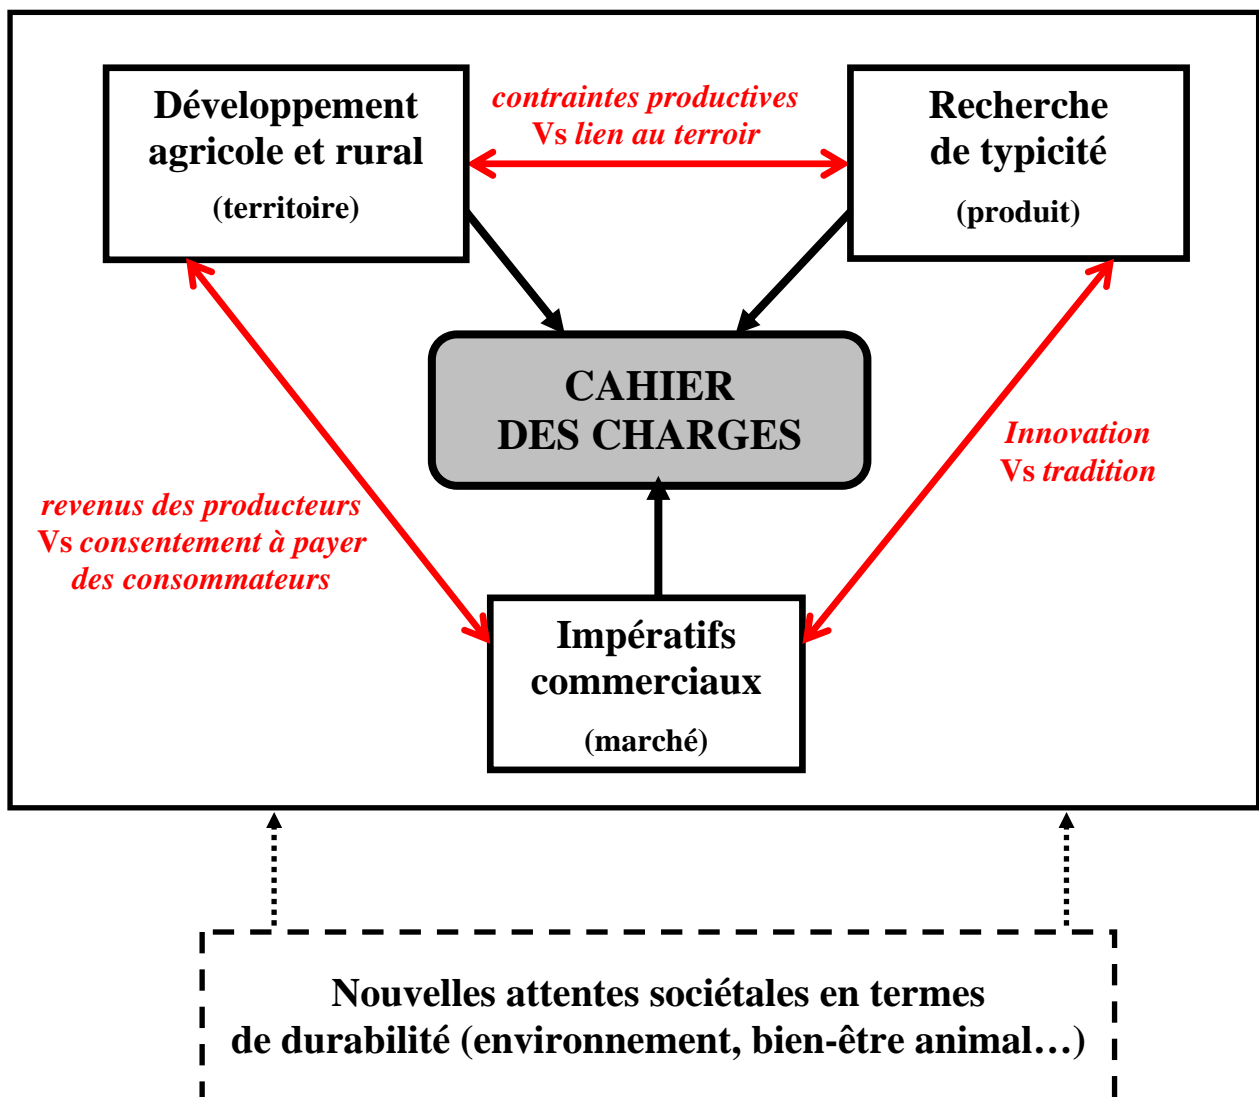 Développement
agricole et rural
(territoire)
contraintes productives
Vs lien au terroir
Recherche
de typicité
(produit)
CAHIER
DES CHARGES
Innovation
Vs tradition
revenus des producteurs
Vs consentement à payer
des consommateurs
Impératifs
commerciaux
(marché)
Nouvelles attentes sociétales en termes
de durabilité (environnement, bien-être animal…)